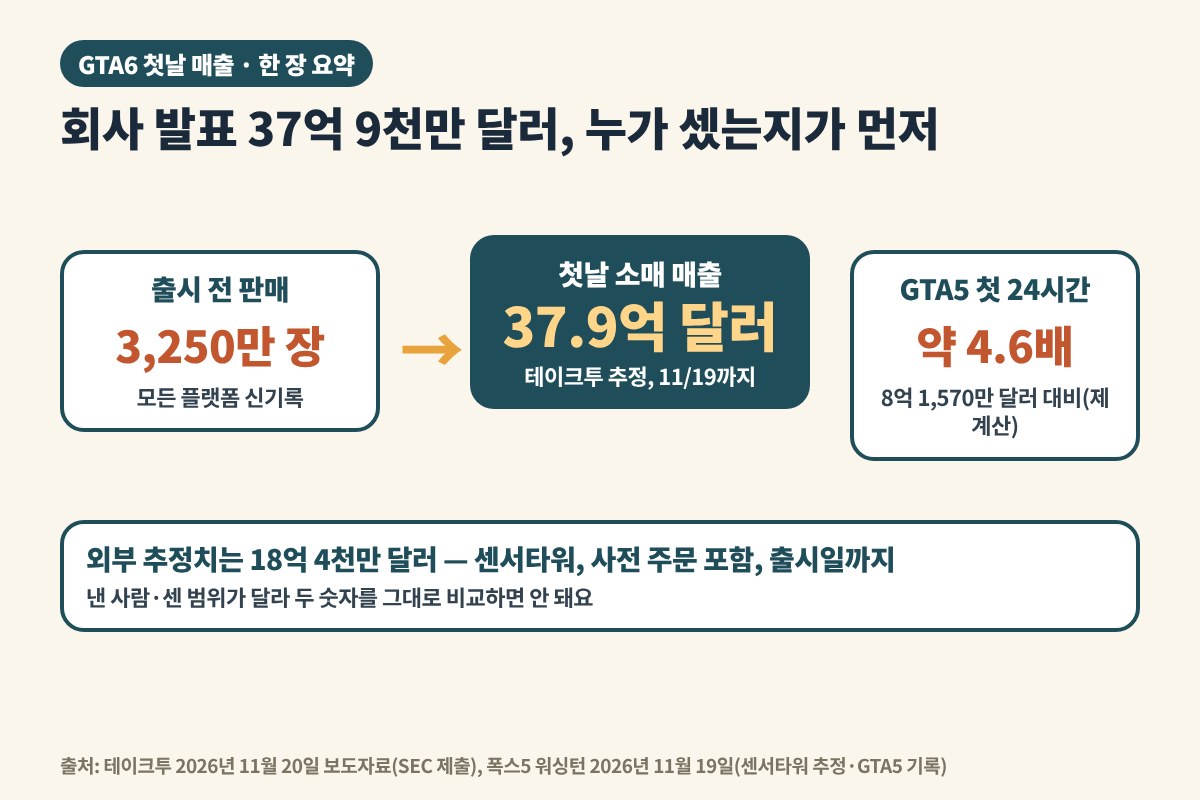 GTA6 첫날 매출 · 한 장 요약
회사 발표 37억 9천만 달러, 누가 셌는지가 먼저
출시 전 판매
3,250만 장
모든 플랫폼 신기록
→
첫날 소매 매출
37.9억 달러
테이크투 추정, 11/19까지
GTA5 첫 24시간
약 4.6배
8억 1,570만 달러 대비(제
계산)
외부 추정치는 18억 4천만 달러 — 센서타워, 사전 주문 포함, 출시일까지
낸 사람·센 범위가 달라 두 숫자를 그대로 비교하면 안 돼요
출처: 테이크투 2026년 11월 20일 보도자료(SEC 제출), 폭스5 워싱턴 2026년 11월 19일(센서타워 추정·GTA5 기록)